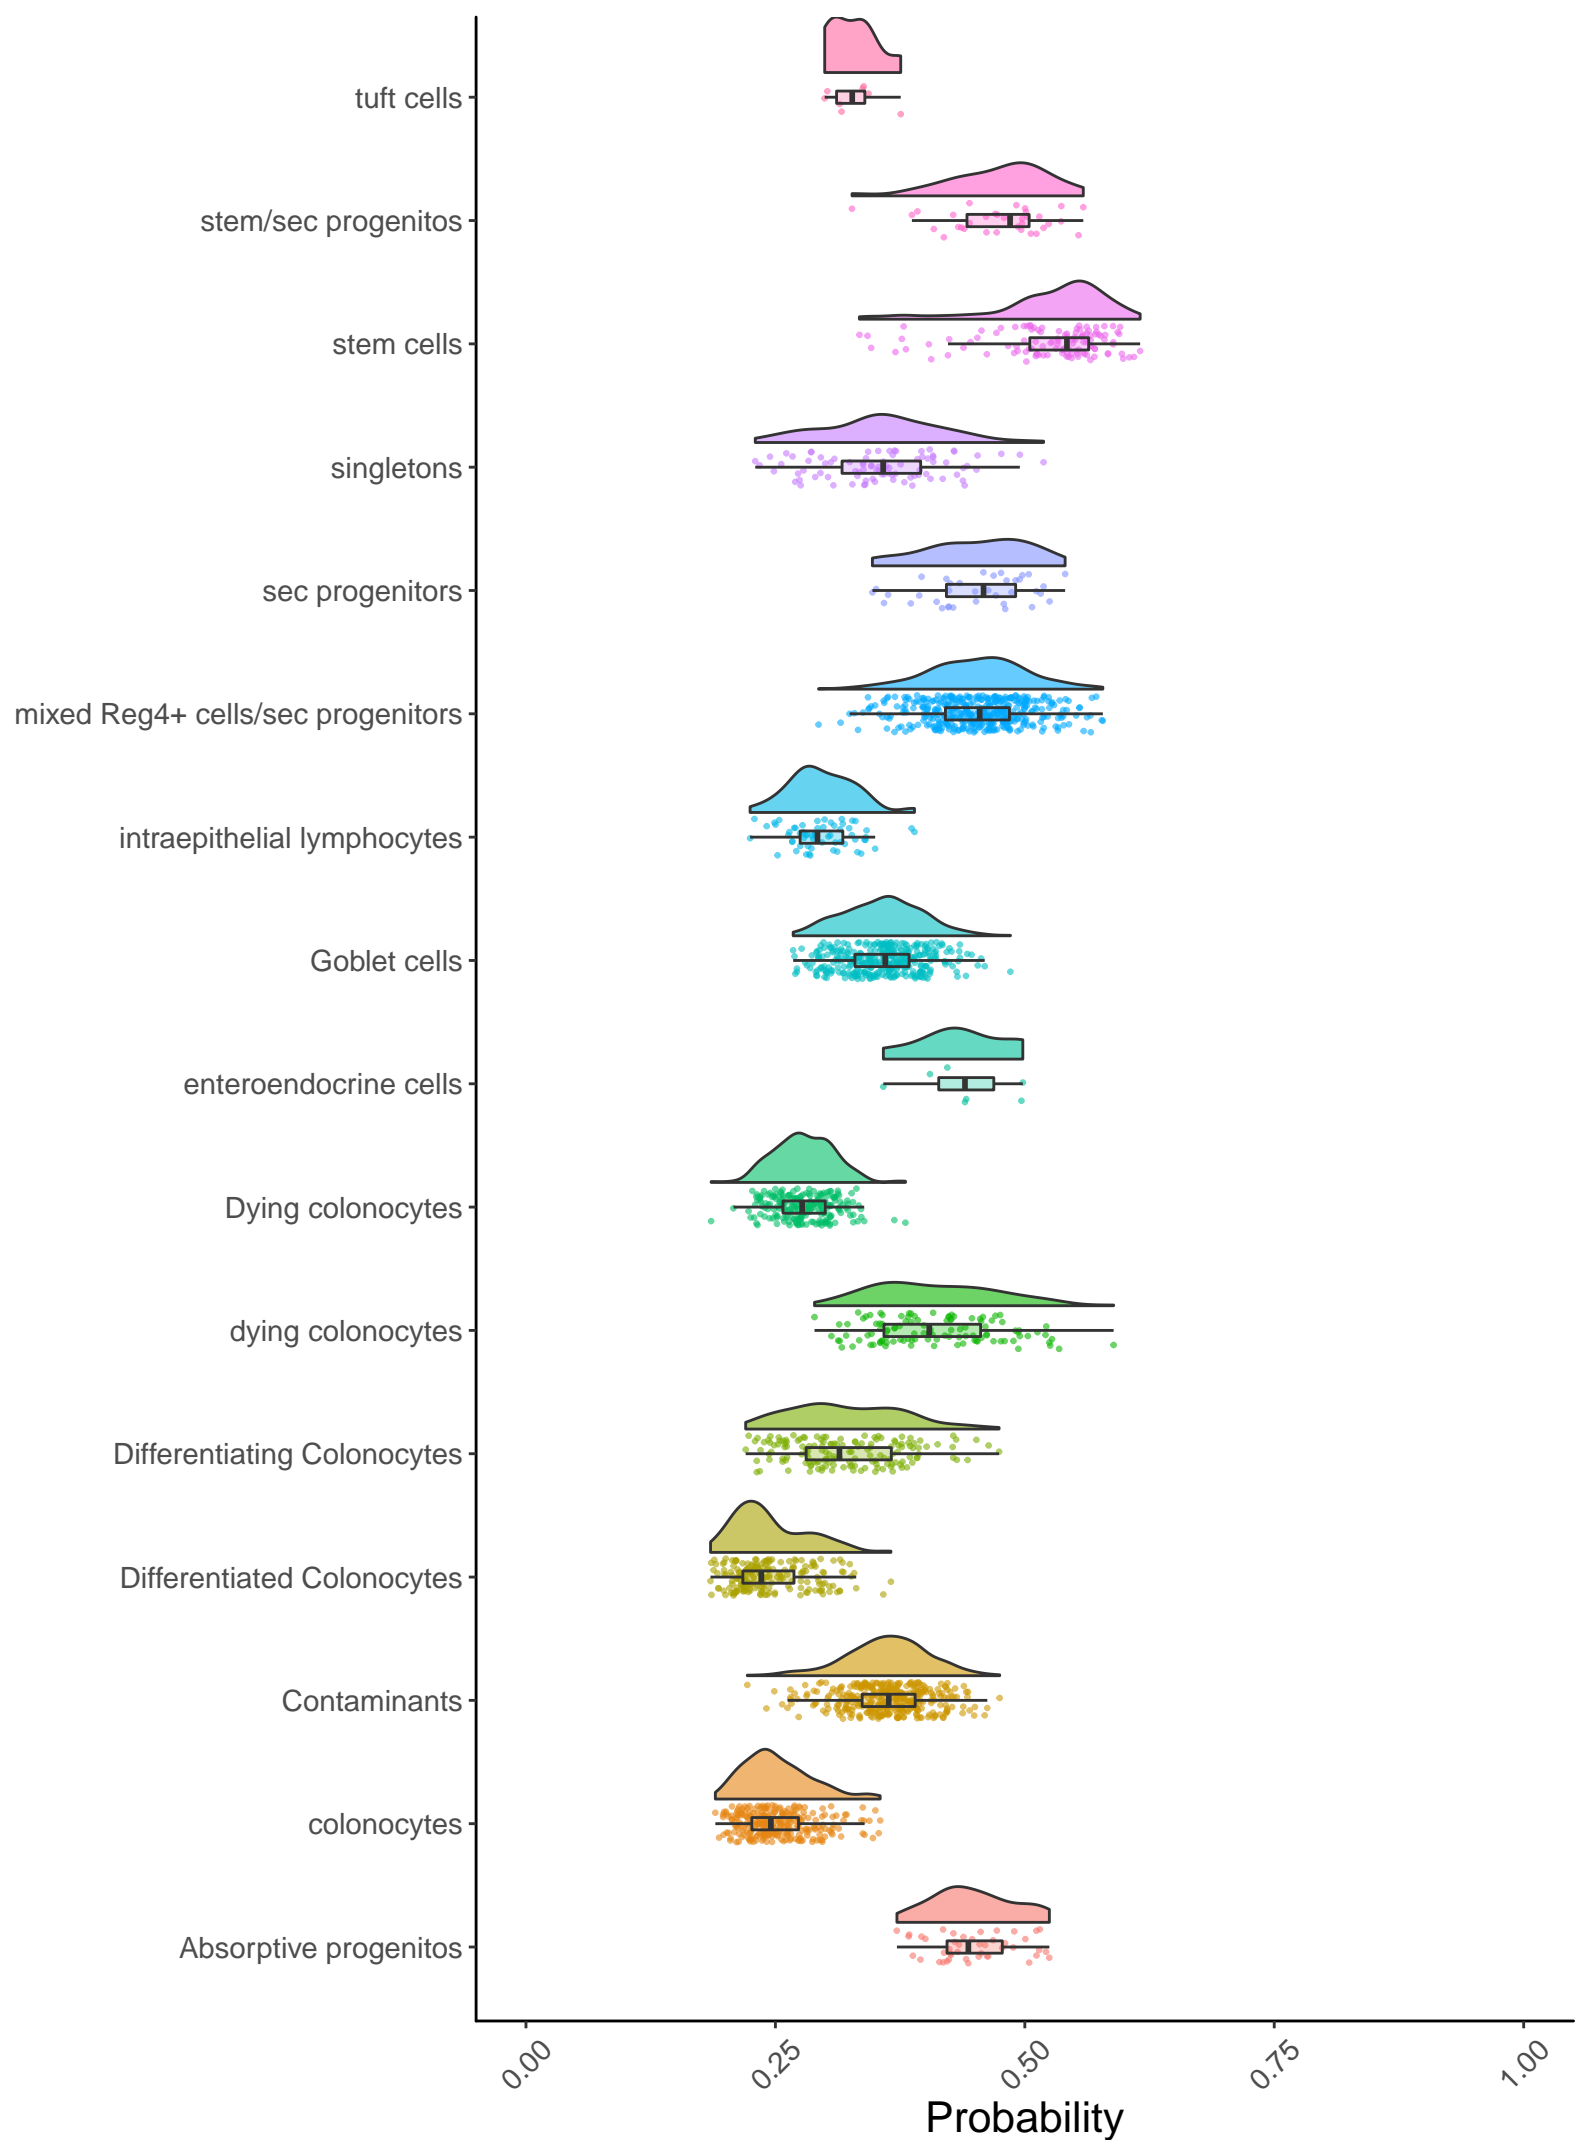 tuft cells
stem/sec progenitos
stem cells
singletons
sec progenitors
mixed Reg4+ cells/sec progenitors
intraepithelial lymphocytes
Goblet cells
enteroendocrine cells
Dying colonocytes
dying colonocytes
Differentiating Colonocytes
Differentiated Colonocytes
Contaminants
colonocytes
Absorptive progenitos
0.00
0.25
0.50
0.75
1.00
Probability